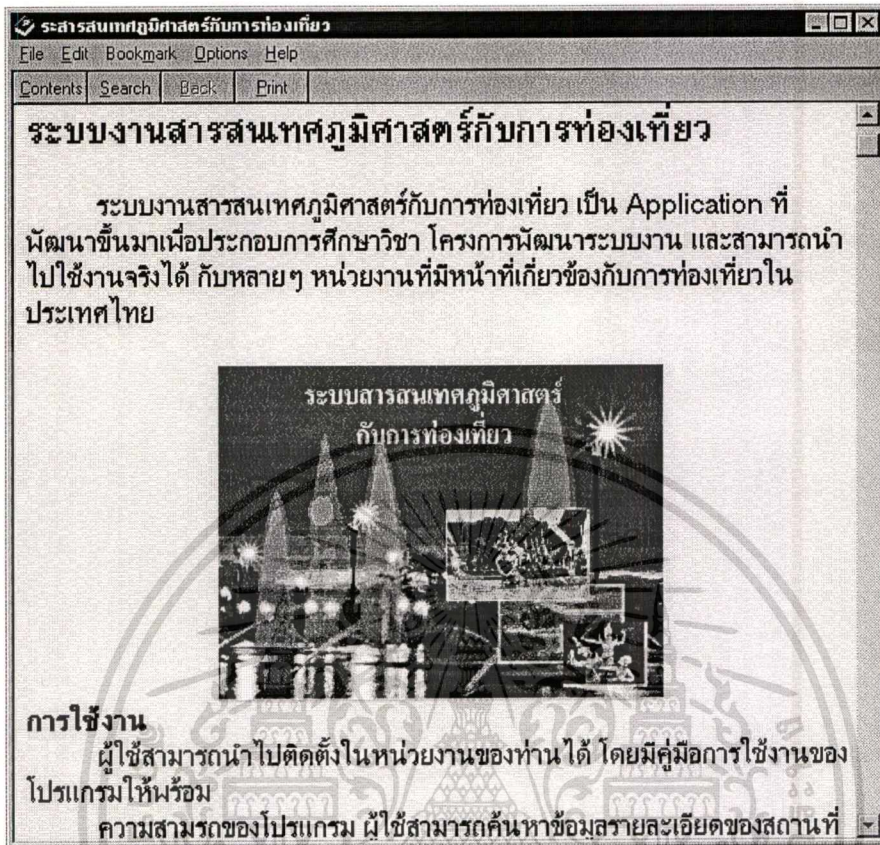 ระสารสนเทศภูมิศาสตร์กับการท่องเที่ยว
File Edit Bookmark Options Help
Contents Search Back Print
ระบบงานสารสนเทศภูมิศาสตร์กับการท่องเที่ยว
ระบบงานสารสนเทศภูมิศาสตร์กับการท่องเที่ยว เป็น Application ที่
พัฒนาขึ้นมาเพื่อประกอบการศึกษาวิชา โครงการพัฒนาระบบงาน และสามารถนำ
ไปใช้งานจริงได้ กับหลายๆ หน่วยงานที่มีหน้าที่เกี่ยวข้องกับการท่องเที่ยวใน
ประเทศไทย
ระบบสารสนเทศภูมิศาสตร์
กับการท่องเที่ยว
การใช้งาน
ผู้ใช้สามารถนำไปติดตั้งในหน่วยงานของท่านได้ โดยมีคู่มือการใช้งานของ
โปรแกรมให้พร้อม
ความสามรถของโปรแกรม ผู้ใช้สามารถค้นหาข้อมูลรายละเอียดของสถานที่